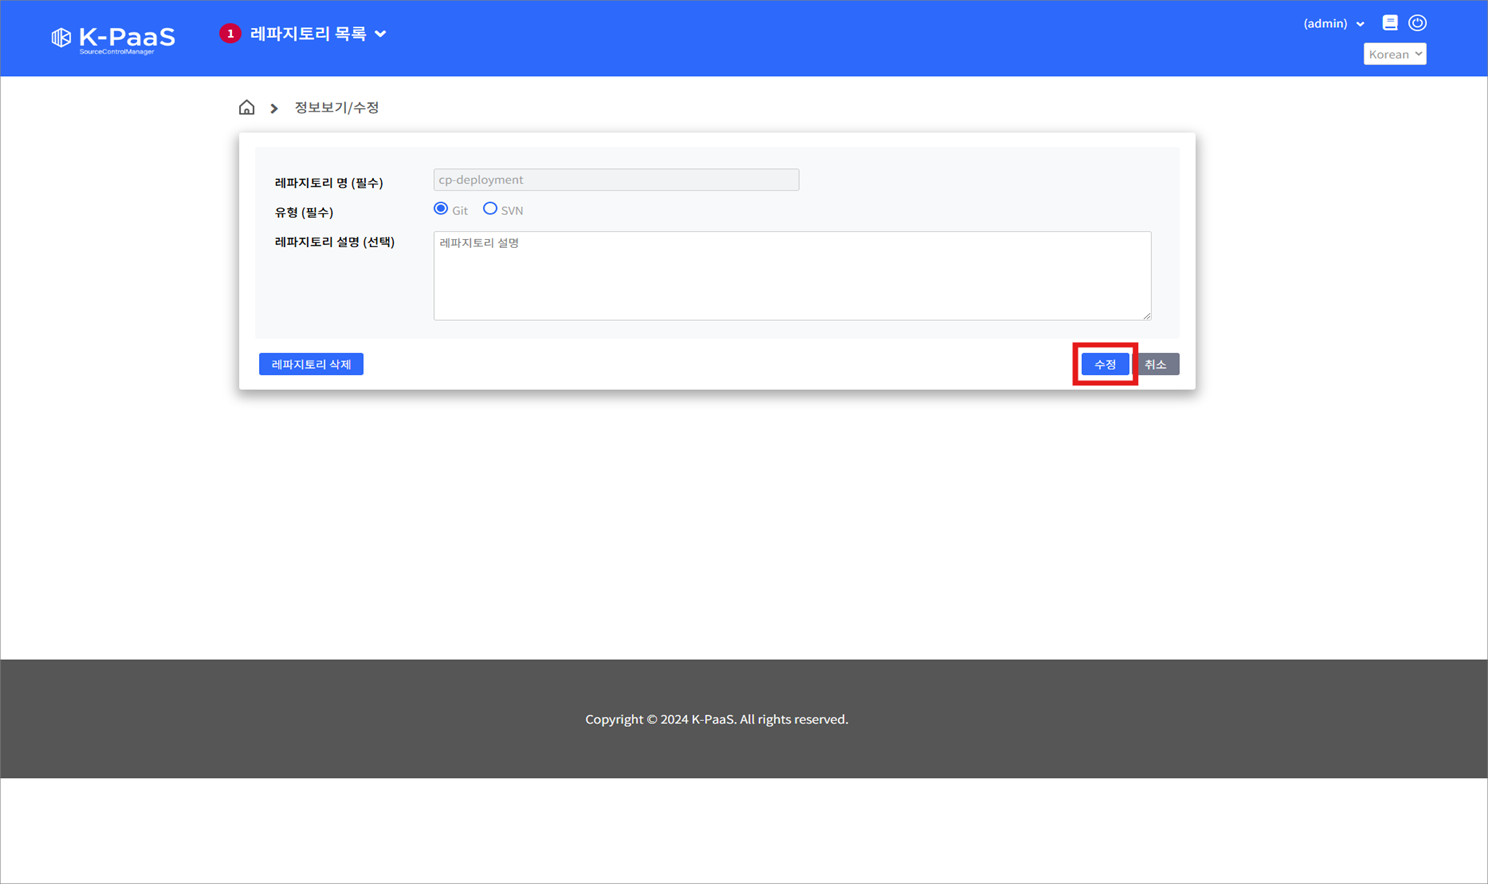 K-PaaS
SourceControlManager
1 레파지토리 목록
(admin)
Korean
정보보기/수정
레파지토리 명 (필수)
cp-deployment
유형 (필수)
Git SVN
레파지토리 설명 (선택)
레파지토리 설명
레파지토리 삭제
수정 취소
Copyright © 2024 K-PaaS. All rights reserved.